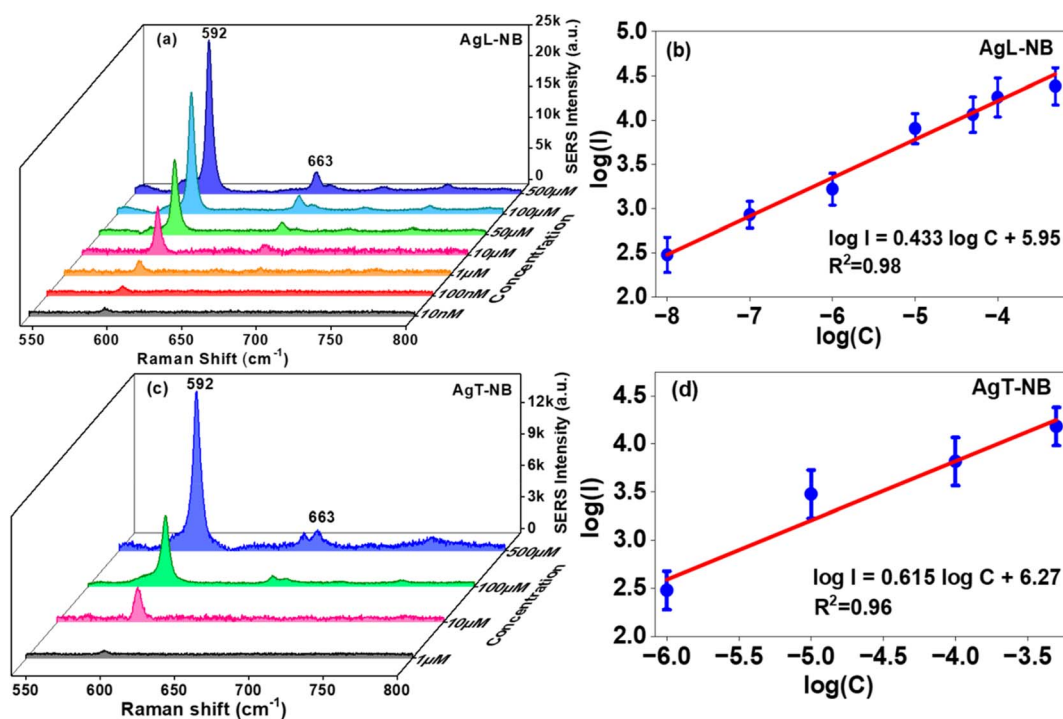 (a)
592
AgL-NB
663
25k
20k
15k
10k
5k
0
SERS Intensity (a.u.)
500μM
100μM
50μM
10μM
1μM
100nM
10nM
Concentration
550 600 650 700 750 800
Raman Shift (cm⁻¹)
(b)
AgL-NB
5.0
4.5
4.0
3.5
3.0
2.5
2.0
log(I)
log I = 0.433 log C + 5.95
R²=0.98
−8 −7 −6 −5 −4
log(C)
(c)
592
AgT-NB
663
12k
9k
6k
3k
0
SERS Intensity (a.u.)
500μM
100μM
10μM
1μM
Concentration
550 600 650 700 750 800
Raman shift (cm⁻¹)
(d)
AgT-NB
4.5
4.0
3.5
3.0
2.5
2.0
log(I)
log I = 0.615 log C + 6.27
R²=0.96
−6.0 −5.5 −5.0 −4.5 −4.0 −3.5
log(C)